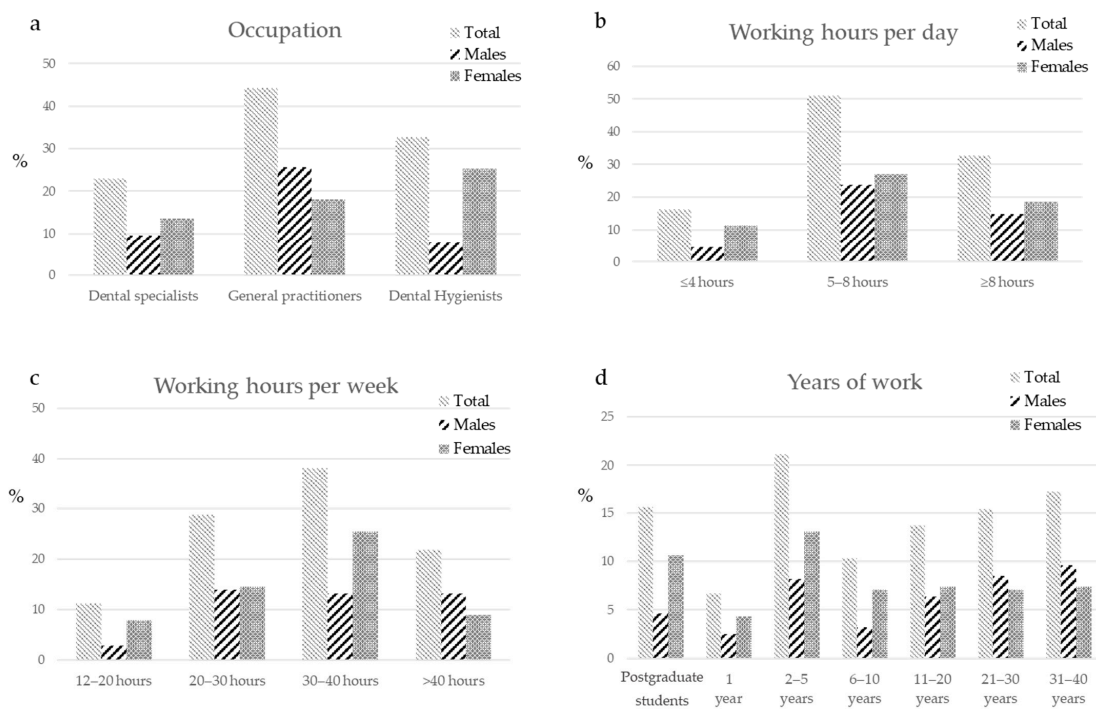 a
Occupation
Total
Males
Females
50
40
30
20
10
0
%
Dental specialists
General practitioners
Dental Hygienists
b
Working hours per day
Total
Males
Females
60
50
40
30
20
10
0
%
≤4 hours
5–8 hours
≥8 hours
c
Working hours per week
Total
Males
Females
50
40
30
20
10
0
%
12–20 hours
20–30 hours
30–40 hours
>40 hours
d
Years of work
Total
Males
Females
25
20
15
10
5
0
%
Postgraduate
students
1
year
2–5
years
6–10
years
11–20
years
21–30
years
31–40
years